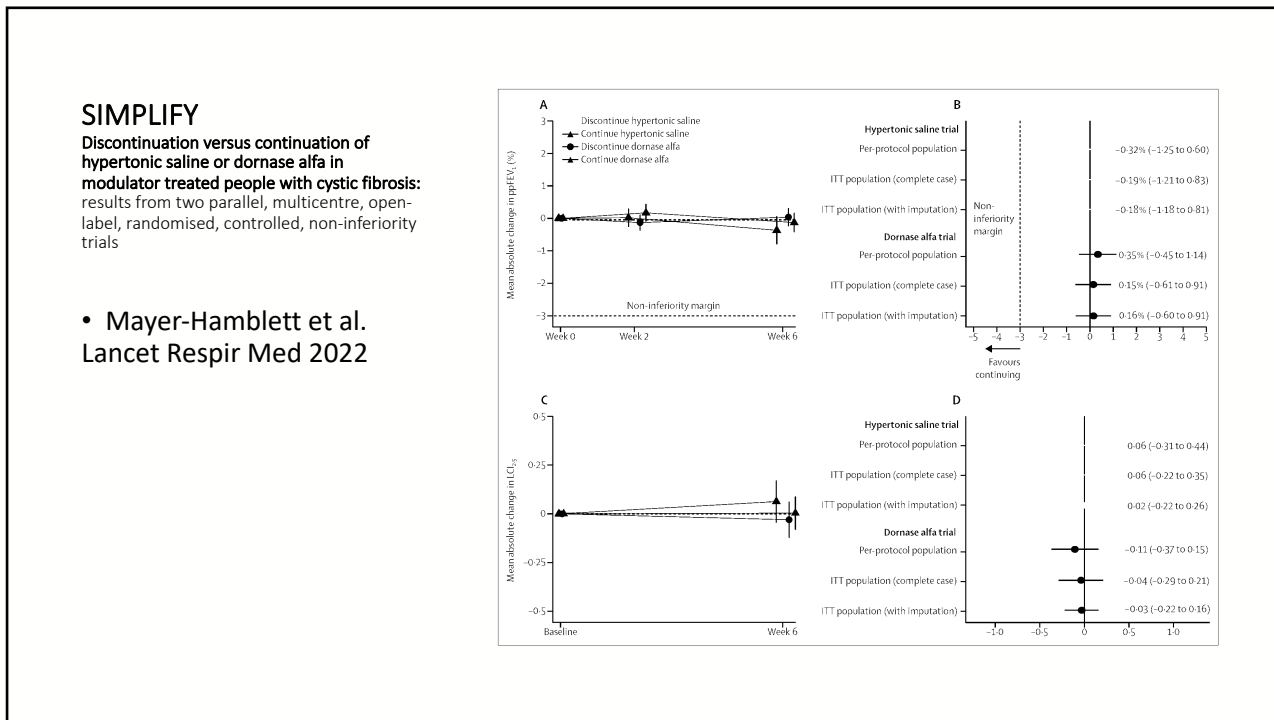 SIMPLIFY
Discontinuation versus continuation of
hypertonic saline or dornase alfa in
modulator treated people with cystic fibrosis:
results from two parallel, multicentre, open-
label, randomised, controlled, non-inferiority
trials
• Mayer-Hamblett et al.
Lancet Respir Med 2022
A
Mean absolute change in ppFEV₁ (%)
3
2
1
0
−1
−2
−3
Discontinue hypertonic saline
Continue hypertonic saline
Discontinue dornase alfa
Continue dornase alfa
Non-inferiority margin
Week 0 Week 2 Week 6
B
Hypertonic saline trial
Per-protocol population −0·32% (−1·25 to 0·60)
ITT population (complete case) −0·19% (−1·21 to 0·83)
ITT population (with imputation) −0·18% (−1·18 to 0·81)
Non-
inferiority
margin
Dornase alfa trial
Per-protocol population 0·35% (−0·45 to 1·14)
ITT population (complete case) 0·15% (−0·61 to 0·91)
ITT population (with imputation) 0·16% (−0·60 to 0·91)
−5 −4 −3 −2 −1 0 1 2 3 4 5
Favours
continuing
C
Mean absolute change in LCI₂.₅
0·5
0·25
0
−0·25
−0·5
Baseline Week 6
D
Hypertonic saline trial
Per-protocol population 0·06 (−0·31 to 0·44)
ITT population (complete case) 0·06 (−0·22 to 0·35)
ITT population (with imputation) 0·02 (−0·22 to 0·26)
Dornase alfa trial
Per-protocol population −0·11 (−0·37 to 0·15)
ITT population (complete case) −0·04 (−0·29 to 0·21)
ITT population (with imputation) −0·03 (−0·22 to 0·16)
−1·0 −0·5 0 0·5 1·0